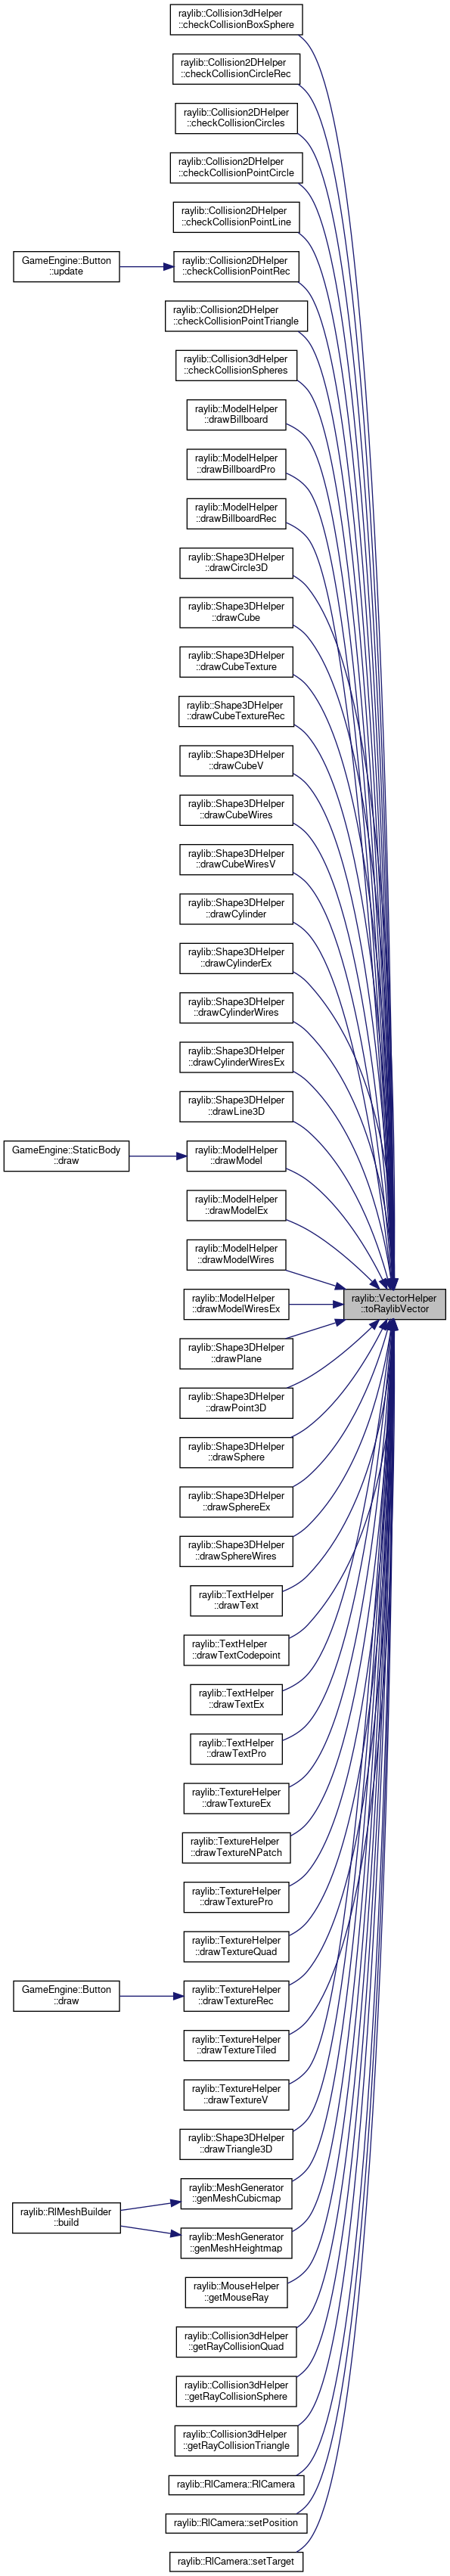 raylib::Collision3dHelper
::checkCollisionBoxSphere
raylib::Collision2DHelper
::checkCollisionCircleRec
raylib::Collision2DHelper
::checkCollisionCircles
raylib::Collision2DHelper
::checkCollisionPointCircle
raylib::Collision2DHelper
::checkCollisionPointLine
GameEngine::Button
::update
raylib::Collision2DHelper
::checkCollisionPointRec
raylib::Collision2DHelper
::checkCollisionPointTriangle
raylib::Collision3dHelper
::checkCollisionSpheres
raylib::ModelHelper
::drawBillboard
raylib::ModelHelper
::drawBillboardPro
raylib::ModelHelper
::drawBillboardRec
raylib::Shape3DHelper
::drawCircle3D
raylib::Shape3DHelper
::drawCube
raylib::Shape3DHelper
::drawCubeTexture
raylib::Shape3DHelper
::drawCubeTextureRec
raylib::Shape3DHelper
::drawCubeV
raylib::Shape3DHelper
::drawCubeWires
raylib::Shape3DHelper
::drawCubeWiresV
raylib::Shape3DHelper
::drawCylinder
raylib::Shape3DHelper
::drawCylinderEx
raylib::Shape3DHelper
::drawCylinderWires
raylib::Shape3DHelper
::drawCylinderWiresEx
raylib::Shape3DHelper
::drawLine3D
GameEngine::StaticBody
::draw
raylib::ModelHelper
::drawModel
raylib::ModelHelper
::drawModelEx
raylib::ModelHelper
::drawModelWires
raylib::ModelHelper
::drawModelWiresEx
raylib::VectorHelper
::toRaylibVector
raylib::Shape3DHelper
::drawPlane
raylib::Shape3DHelper
::drawPoint3D
raylib::Shape3DHelper
::drawSphere
raylib::Shape3DHelper
::drawSphereEx
raylib::Shape3DHelper
::drawSphereWires
raylib::TextHelper
::drawText
raylib::TextHelper
::drawTextCodepoint
raylib::TextHelper
::drawTextEx
raylib::TextHelper
::drawTextPro
raylib::TextureHelper
::drawTextureEx
raylib::TextureHelper
::drawTextureNPatch
raylib::TextureHelper
::drawTexturePro
raylib::TextureHelper
::drawTextureQuad
GameEngine::Button
::draw
raylib::TextureHelper
::drawTextureRec
raylib::TextureHelper
::drawTextureTiled
raylib::TextureHelper
::drawTextureV
raylib::Shape3DHelper
::drawTriangle3D
raylib::RlMeshBuilder
::build
raylib::MeshGenerator
::genMeshCubicmap
raylib::MeshGenerator
::genMeshHeightmap
raylib::MouseHelper
::getMouseRay
raylib::Collision3dHelper
::getRayCollisionQuad
raylib::Collision3dHelper
::getRayCollisionSphere
raylib::Collision3dHelper
::getRayCollisionTriangle
raylib::RlCamera::RlCamera
raylib::RlCamera::setPosition
raylib::RlCamera::setTarget